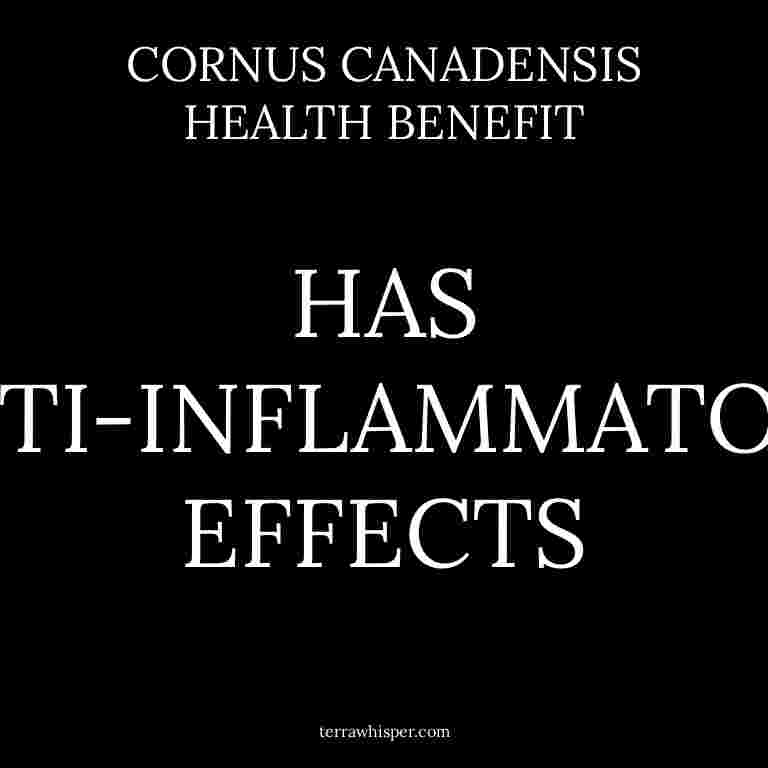 CORNUS CANADENSIS
HEALTH BENEFIT
HAS
TI-INFLAMMATO
EFFECTS
terrawhisper.com